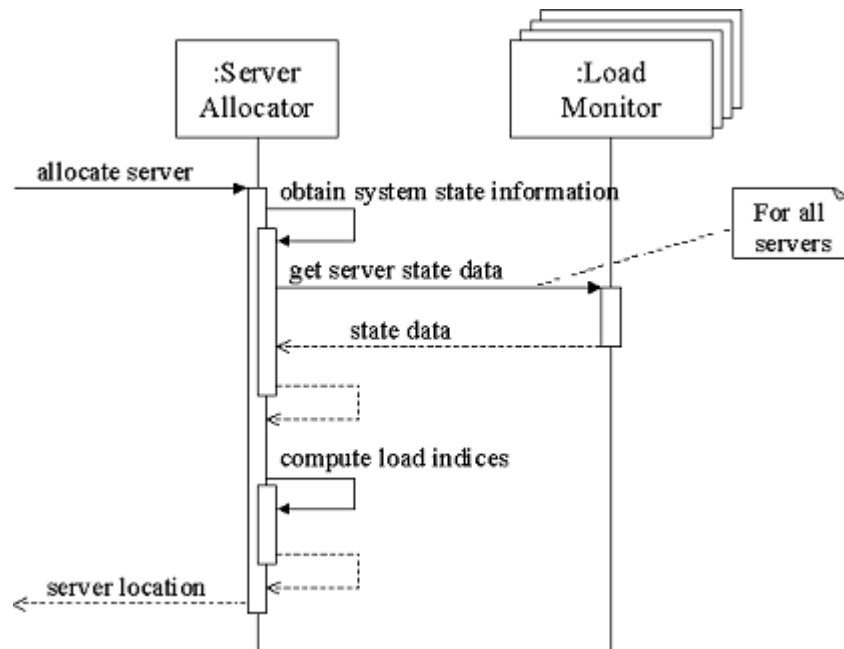 :Server
Allocator
:Load
Monitor
allocate server
obtain system state information
For all
servers
get server state data
state data
compute load indices
server location